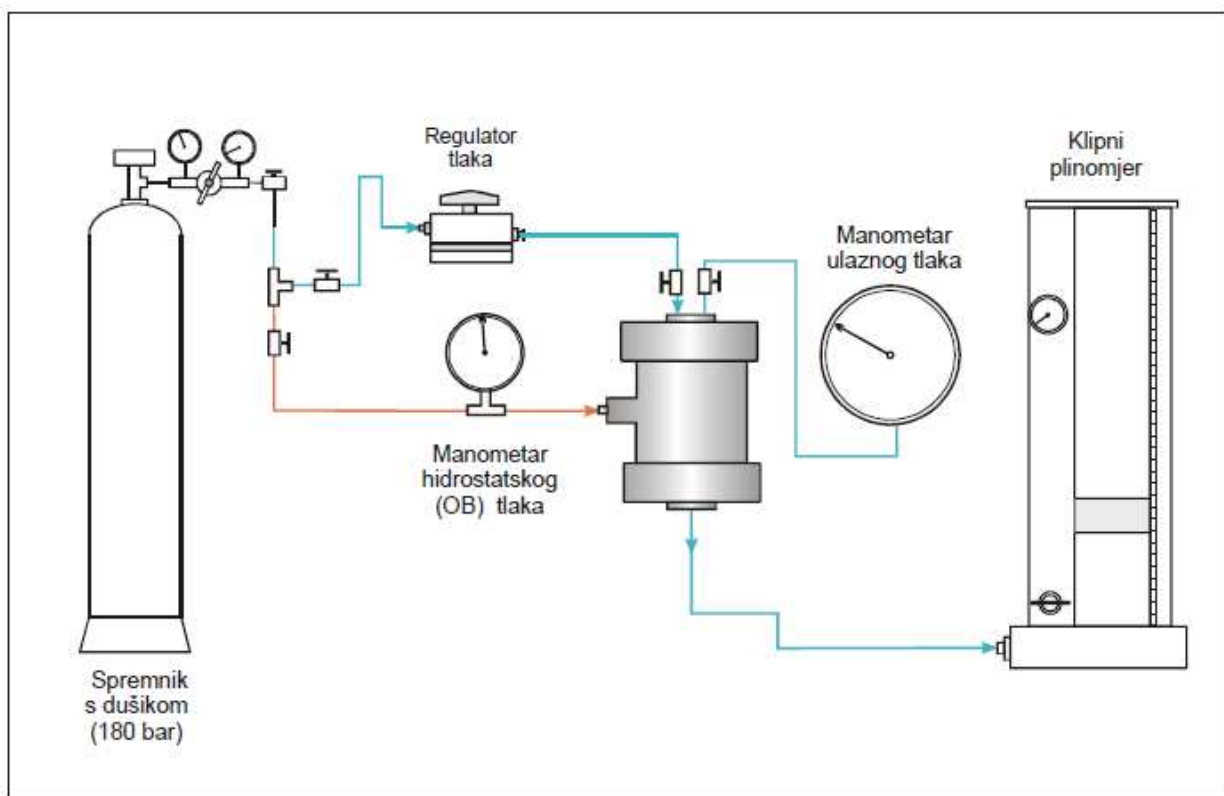 Regulator
tlaka
Klipni
plinomjer
Manometar
ulaznog tlaka
Manometar
hidrostatskog
(OB) tlaka
Spremnik
s dušikom
(180 bar)